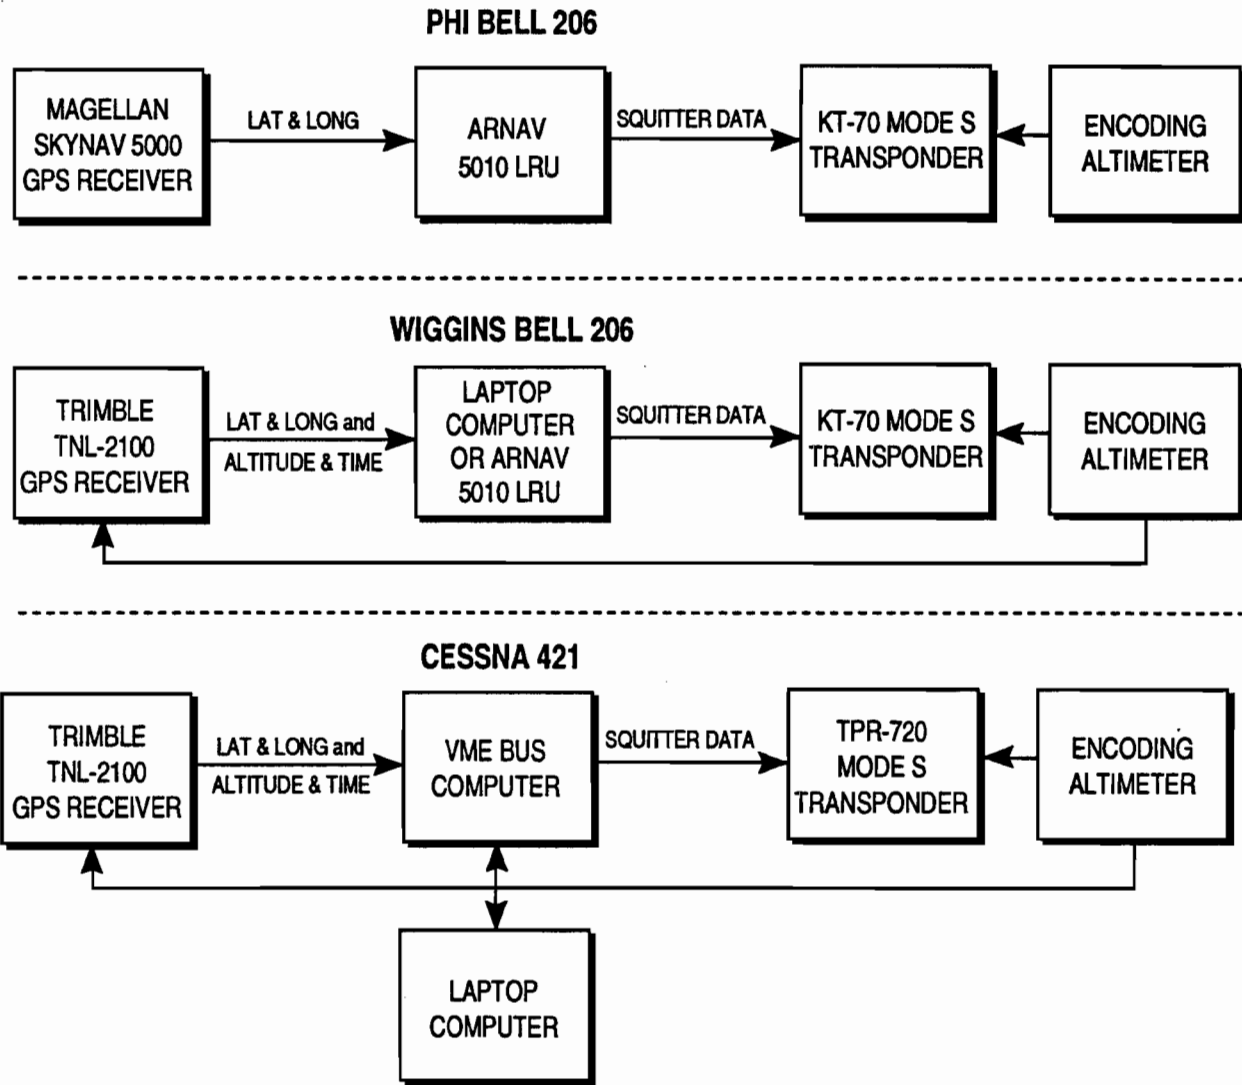 PHI BELL 206
MAGELLAN
SKYNAV 5000
GPS RECEIVER
LAT & LONG
ARNAV
5010 LRU
SQUITTER DATA
KT-70 MODE S
TRANSPONDER
ENCODING
ALTIMETER
WIGGINS BELL 206
TRIMBLE
TNL-2100
GPS RECEIVER
LAT & LONG and
ALTITUDE & TIME
LAPTOP
COMPUTER
OR ARNAV
5010 LRU
SQUITTER DATA
KT-70 MODE S
TRANSPONDER
ENCODING
ALTIMETER
CESSNA 421
TRIMBLE
TNL-2100
GPS RECEIVER
LAT & LONG and
ALTITUDE & TIME
VME BUS
COMPUTER
SQUITTER DATA
TPR-720
MODE S
TRANSPONDER
ENCODING
ALTIMETER
LAPTOP
COMPUTER